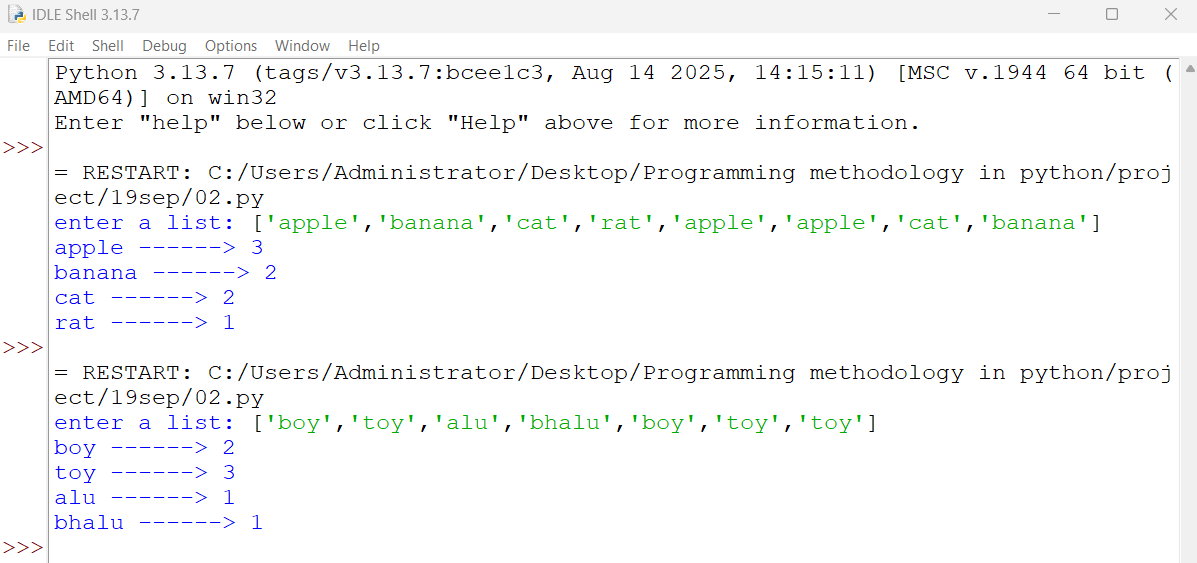 IDLE Shell 3.13.7
File Edit Shell Debug Options Window Help
Python 3.13.7 (tags/v3.13.7:bcee1c3, Aug 14 2025, 14:15:11) [MSC v.1944 64 bit (
AMD64)] on win32
Enter "help" below or click "Help" above for more information.
>>>
= RESTART: C:/Users/Administrator/Desktop/Programming methodology in python/proj
ect/19sep/02.py
enter a list: ['apple','banana','cat','rat','apple','apple','cat','banana']
apple ------> 3
banana ------> 2
cat ------> 2
rat ------> 1
>>>
= RESTART: C:/Users/Administrator/Desktop/Programming methodology in python/proj
ect/19sep/02.py
enter a list: ['boy','toy','alu','bhalu','boy','toy','toy']
boy ------> 2
toy ------> 3
alu ------> 1
bhalu ------> 1
>>>